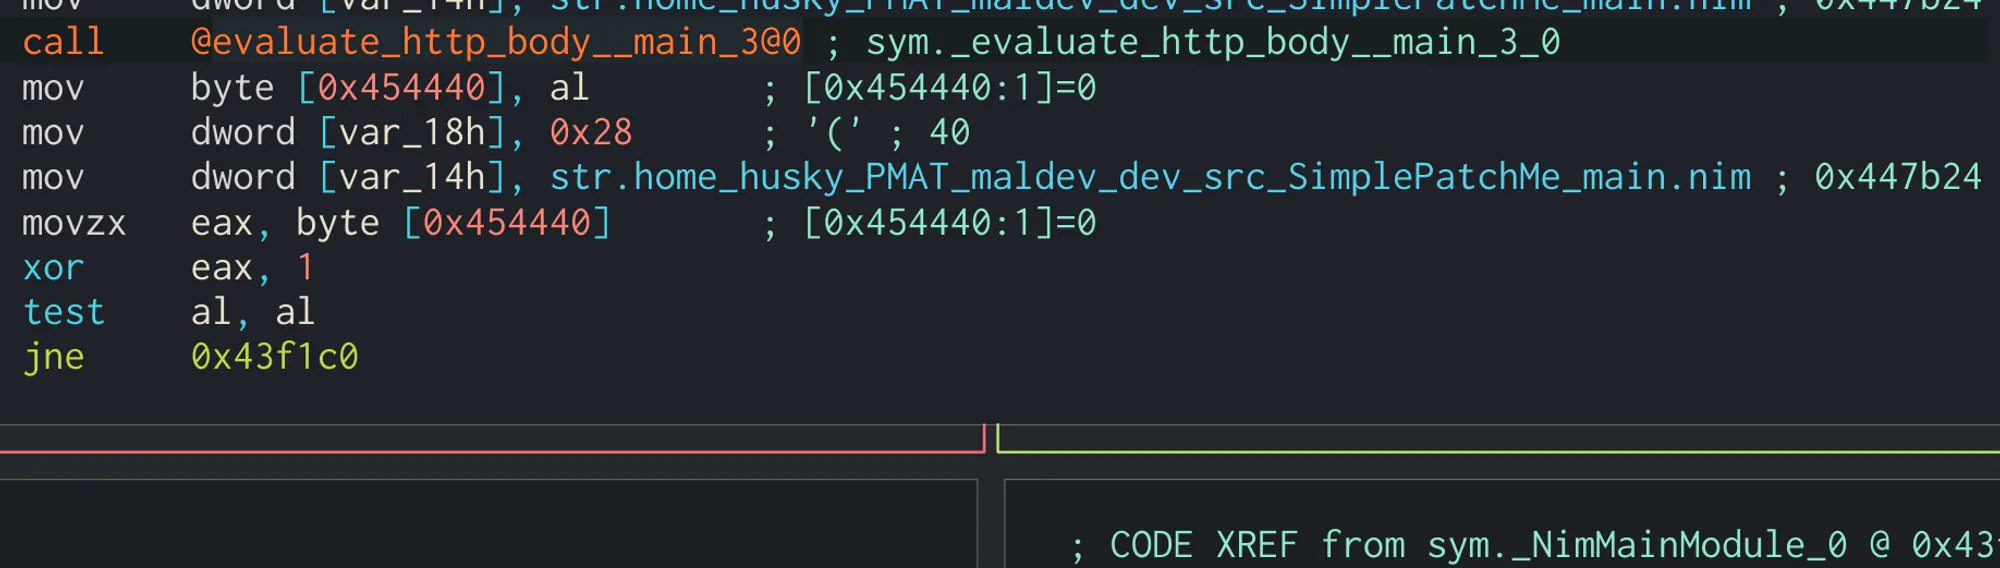 mov dword [var_14h], str.home_husky_PMAT_maldev_dev_src_SimplePatchMe_main.nim ; 0x447b24
call @evaluate_http_body__main_3@0 ; sym._evaluate_http_body__main_3_0
mov byte [0x454440], al ; [0x454440:1]=0
mov dword [var_18h], 0x28 ; '(' ; 40
mov dword [var_14h], str.home_husky_PMAT_maldev_dev_src_SimplePatchMe_main.nim ; 0x447b24
movzx eax, byte [0x454440] ; [0x454440:1]=0
xor eax, 1
test al, al
jne 0x43f1c0
; CODE XREF from sym._NimMainModule_0 @ 0x43